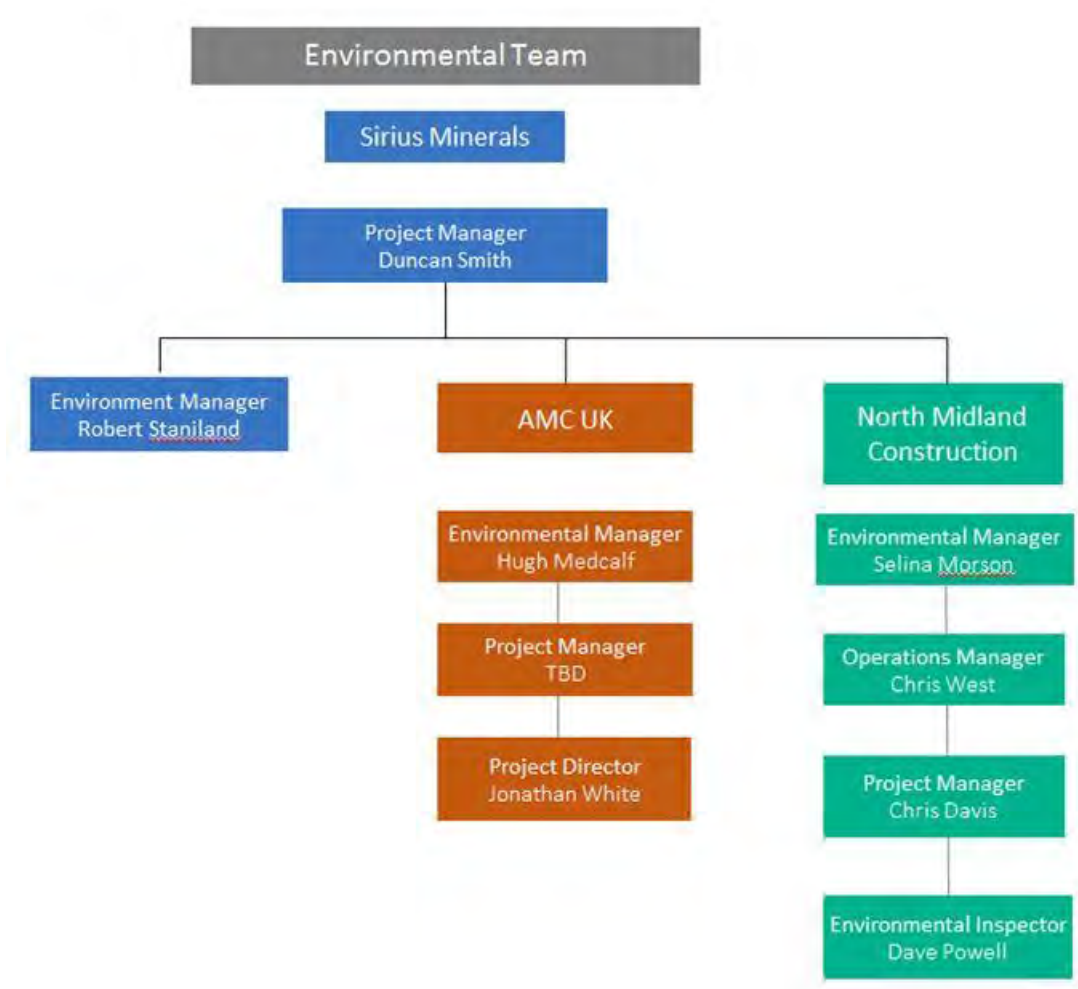 Environmental Team
Sirius Minerals
Project Manager
Duncan Smith
Environment Manager
Robert Staniland
AMC UK
Environmental Manager
Hugh Medcalf
Project Manager
TBD
Project Director
Jonathan White
North Midland
Construction
Environmental Manager
Selina Morson
Operations Manager
Chris West
Project Manager
Chris Davis
Environmental Inspector
Dave Powell